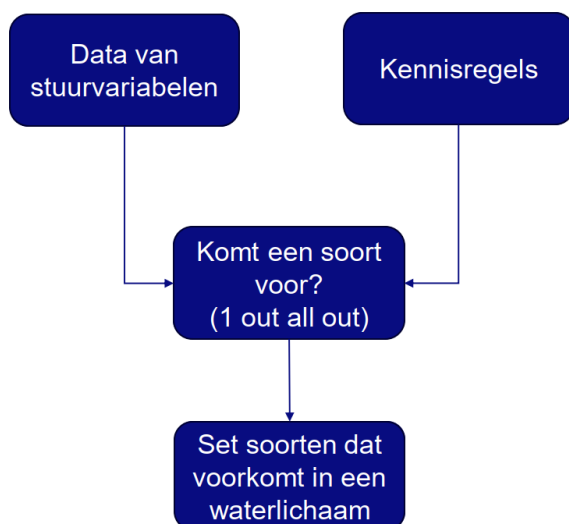 Data van
stuurvariabelen
Kennisregels
Komt een soort
voor?
(1 out all out)
Set soorten dat
voorkomt in een
waterlichaam